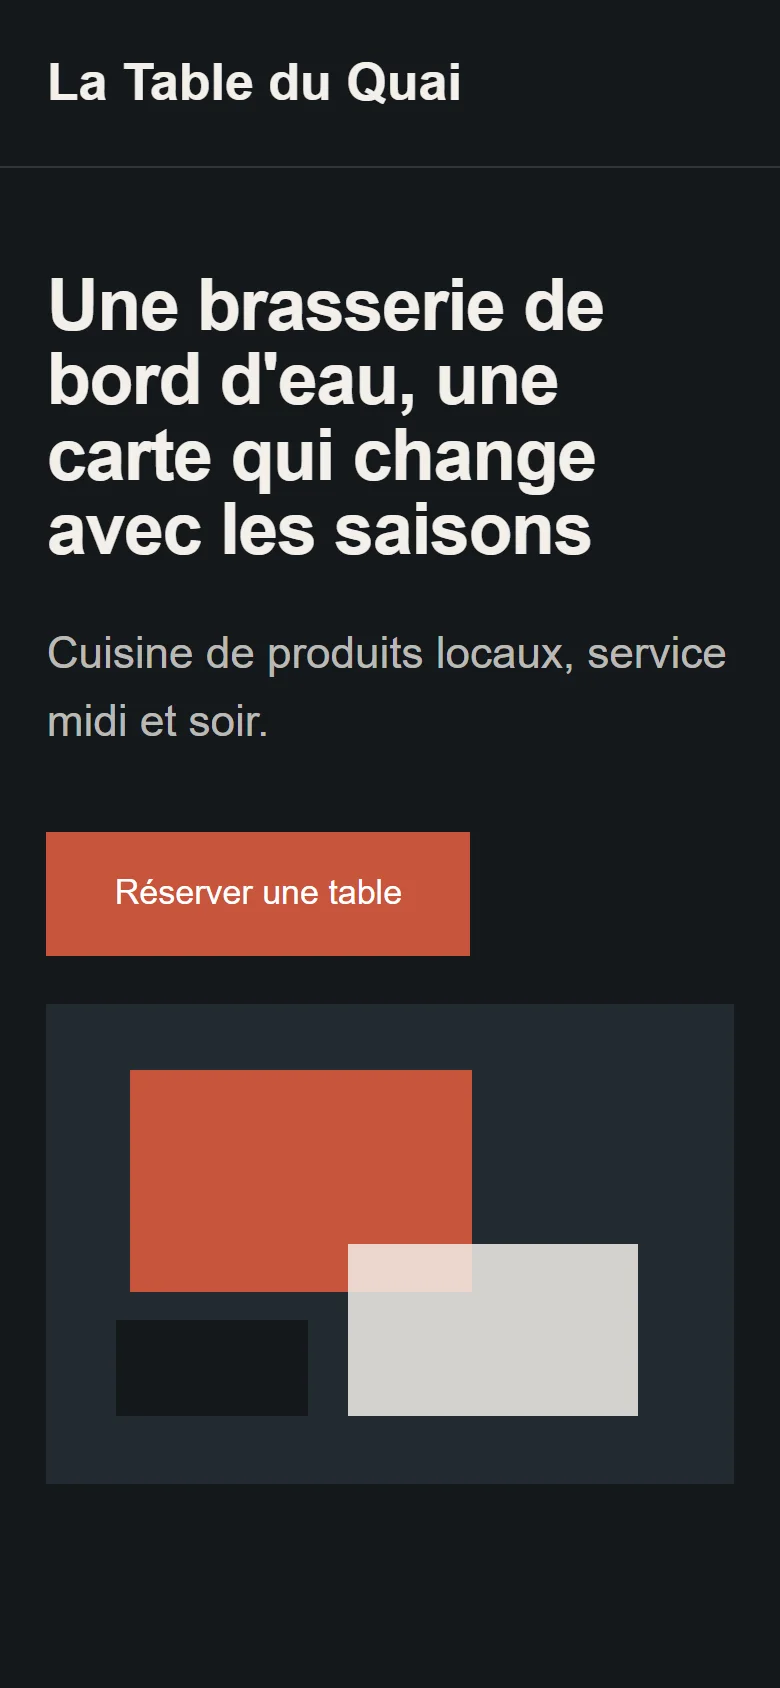 La Table du Quai
Une brasserie de
bord d'eau, une
carte qui change
avec les saisons
Cuisine de produits locaux, service
midi et soir.
Réserver une table